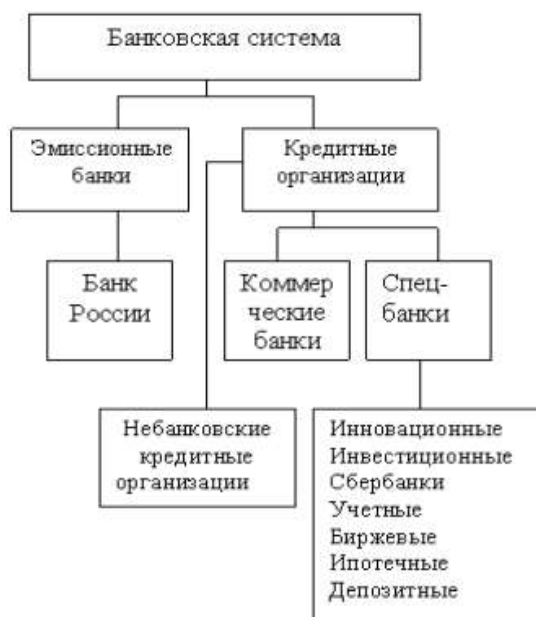 Банковская система
Эмиссионные
банки
Кредитные
организации
Банк
России
Коммер
ческие
банки
Спец-
банки
Небанковские
кредитные
организации
Инновационные
Инвестиционные
Сбербанки
Учетные
Биржевые
Ипотечные
Депозитные